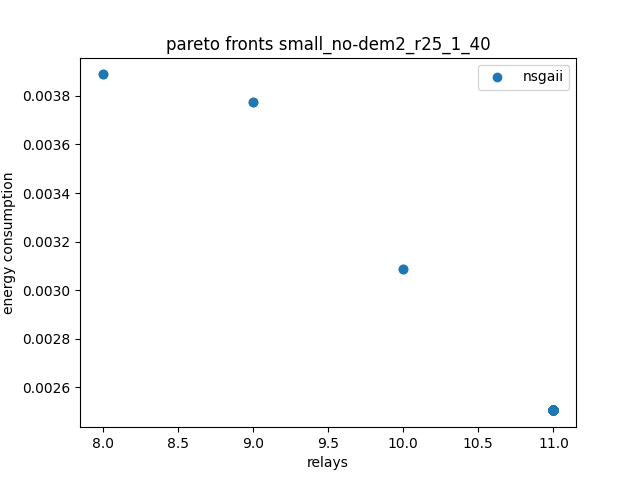 pareto fronts small_no-dem2_r25_1_40
nsgaii
energy consumption
0.0038
0.0036
0.0034
0.0032
0.0030
0.0028
0.0026
8.0 8.5 9.0 9.5 10.0 10.5 11.0
relays